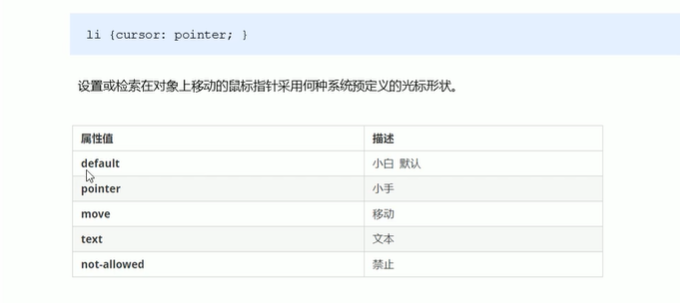 li {cursor: pointer; }
设置或检索在对象上移动的鼠标指针采用何种系统预定义的光标形状。
属性值 描述
default 小白 默认
pointer 小手
move 移动
text 文本
not-allowed 禁止